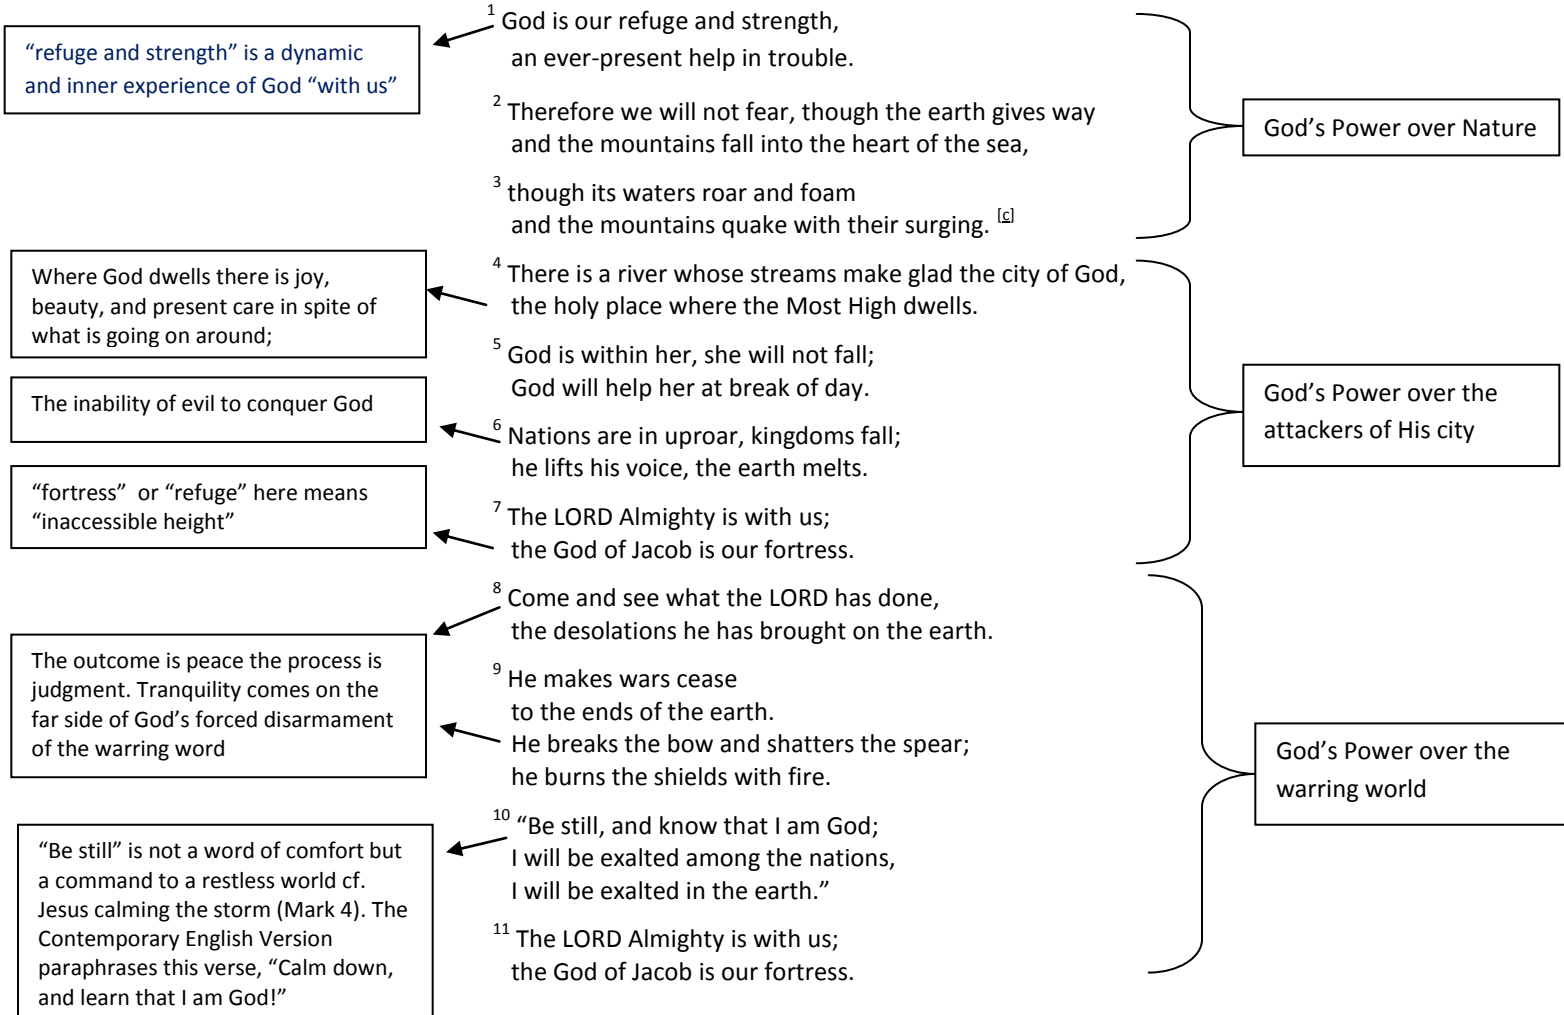 “refuge and strength” is a dynamic
and inner experience of God “with us”
1 God is our refuge and strength,
an ever-present help in trouble.
2 Therefore we will not fear, though the earth gives way
and the mountains fall into the heart of the sea,
3 though its waters roar and foam
and the mountains quake with their surging. [c]
God’s Power over Nature
Where God dwells there is joy,
beauty, and present care in spite of
what is going on around;
4 There is a river whose streams make glad the city of God,
the holy place where the Most High dwells.
5 God is within her, she will not fall;
God will help her at break of day.
The inability of evil to conquer God
6 Nations are in uproar, kingdoms fall;
he lifts his voice, the earth melts.
“fortress” or “refuge” here means
“inaccessible height”
7 The LORD Almighty is with us;
the God of Jacob is our fortress.
God’s Power over the
attackers of His city
8 Come and see what the LORD has done,
the desolations he has brought on the earth.
The outcome is peace the process is
judgment. Tranquility comes on the
far side of God’s forced disarmament
of the warring word
9 He makes wars cease
to the ends of the earth.
He breaks the bow and shatters the spear;
he burns the shields with fire.
God’s Power over the
warring world
“Be still” is not a word of comfort but
a command to a restless world cf.
Jesus calming the storm (Mark 4). The
Contemporary English Version
paraphrases this verse, “Calm down,
and learn that I am God!”
10 “Be still, and know that I am God;
I will be exalted among the nations,
I will be exalted in the earth.”
11 The LORD Almighty is with us;
the God of Jacob is our fortress.